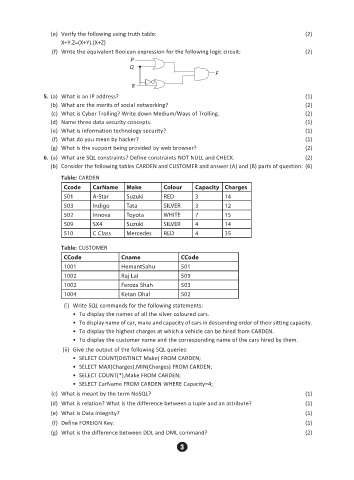 (e) Verify the following using truth table: (2)
X+Y.Z=(X+Y).(X+Z)
(f) Write the equivalent Boolean expression for the following logic circuit: (2)
P
Q
F
R
5. (a) What is an IP address? (1)
(b) What are the merits of social networking? (2)
(c) What is Cyber Trolling? Write down Medium/Ways of Trolling. (2)
(d) Name three data security concepts. (1)
(e) What is information technology security? (1)
(f) What do you mean by hacker? (1)
(g) What is the support being provided by web browser? (2)
6. (a) What are SQL constraints? Define constraints NOT NULL and CHECK. (2)
(b) Consider the following tables CARDEN and CUSTOMER and answer (A) and (B) parts of question: (6)
Table: CARDEN
Ccode CarName Make Colour Capacity Charges
501 A-Star Suzuki RED 3 14
503 Indigo Tata SILVER 3 12
502 Innova Toyota WHITE 7 15
509 SX4 Suzuki SILVER 4 14
510 C Class Mercedes RED 4 35
Table: CUSTOMER
CCode Cname CCode
1001 HemantSahu 501
1002 Raj Lal 509
1002 Feroza Shah 503
1004 Ketan Dhal 502
(i) Write SQL commands for the following statements:
• To display the names of all the silver coloured cars.
• To display name of car, make and capacity of cars in descending order of their sitting capacity.
• To display the highest charges at which a vehicle can be hired from CARDEN.
• To display the customer name and the corresponding name of the cars hired by them.
(ii) Give the output of the following SQL queries:
• SELECT COUNT(DISTINCT Make) FROM CARDEN;
• SELECT MAX(Charges),MIN(Charges) FROM CARDEN;
• SELECT COUNT(*),Make FROM CARDEN;
• SELECT CarName FROM CARDEN WHERE Capacity=4;
(c) What is meant by the term NoSQL? (1)
(d) What is relation? What is the difference between a tuple and an attribute? (1)
(e) What is Data Integrity? (1)
(f) Define FOREIGN Key. (1)
(g) What is the difference between DDL and DML command? (2)
3